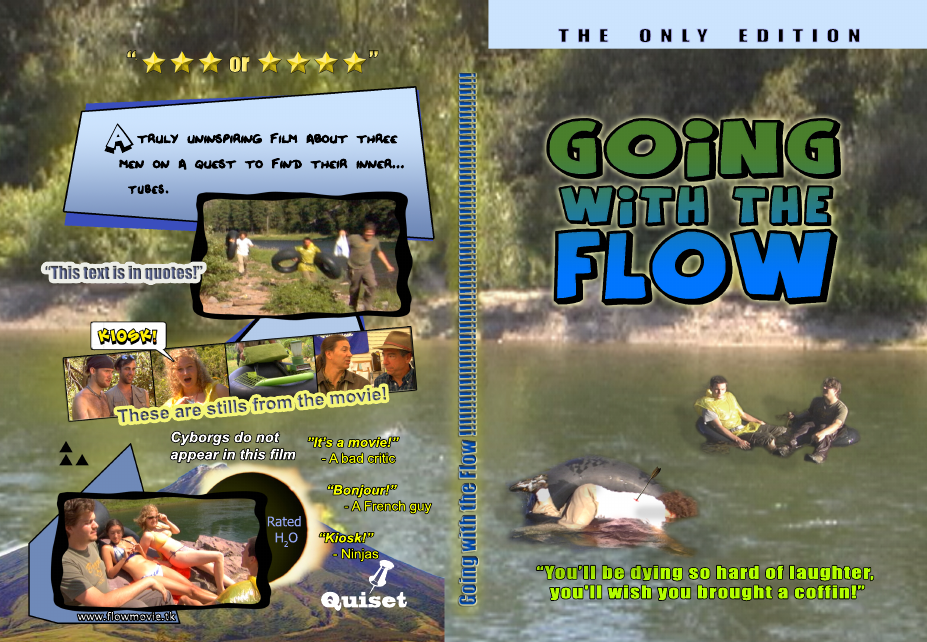 “ ★★★ or ★★★★ ”
A TRULY UNINSPIRING FILM ABOUT THREE
MEN ON A QUEST TO FIND THEIR INNER...
TUBES.
“This text is in quotes!”
KIOSK!
These are stills from the movie!
Cyborgs do not
appear in this film
"It's a movie!"
- A bad critic
“Bonjour!”
- A French guy
“Kiosk!”
- Ninjas
Rated
H2O
Quiset
www.flowmovie.tk
Going with the Flow !!!!!!!!!!!!!!!!!!!!!!!!!!!!!!!!!!!!!!!!!!!!!!!!!!!!!!!!!!!!
THE ONLY EDITION
GOiNG
WiTH THE
FLOW
“You’ll be dying so hard of laughter,
you’ll wish you brought a coffin!”